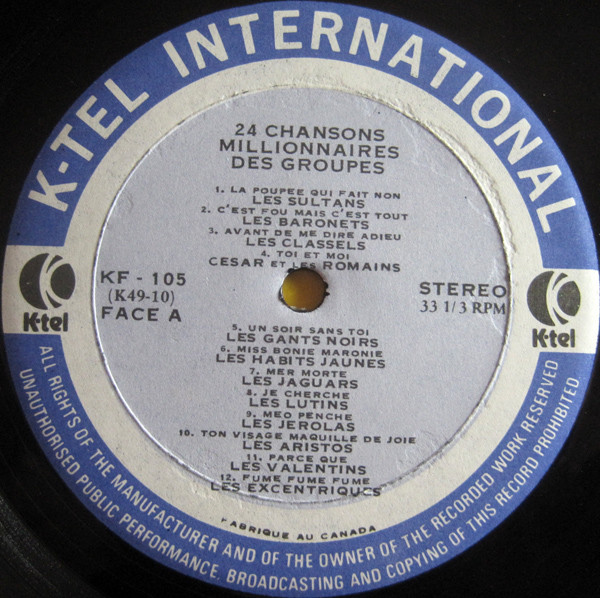 K-TEL INTERNATIONAL
24 CHANSONS
MILLIONNAIRES
DES GROUPES
1. LA POUPEE QUI FAIT NON
LES SULTANS
2. C'EST FOU MAIS C'EST TOUT
LES BARONETS
3. AVANT DE ME DIRE ADIEU
LES CLASSELS
4. TOI ET MOI
CESAR ET LES ROMAINS
KF - 105
(K49-10)
FACE A
STEREO
33 1/3 RPM
K-tel
K-tel
5. UN SOIR SANS TOI
LES GANTS NOIRS
6. MISS BONIE MARONIE
LES HABITS JAUNES
7. MER MORTE
LES JAGUARS
8. JE CHERCHE
LES LUTINS
9. MEO PENCHE
LES JEROLAS
10. TON VISAGE MAQUILLE DE JOIE
LES ARISTOS
11. PARCE QUE
LES VALENTINS
12. FUME FUME FUME
LES EXCENTRIQUES
FABRIQUE AU CANADA
ALL RIGHTS OF THE MANUFACTURER AND OF THE OWNER OF THE RECORDED WORK RESERVED
UNAUTHORISED PUBLIC PERFORMANCE. BROADCASTING AND COPYING OF THIS RECORD PROHIBITED